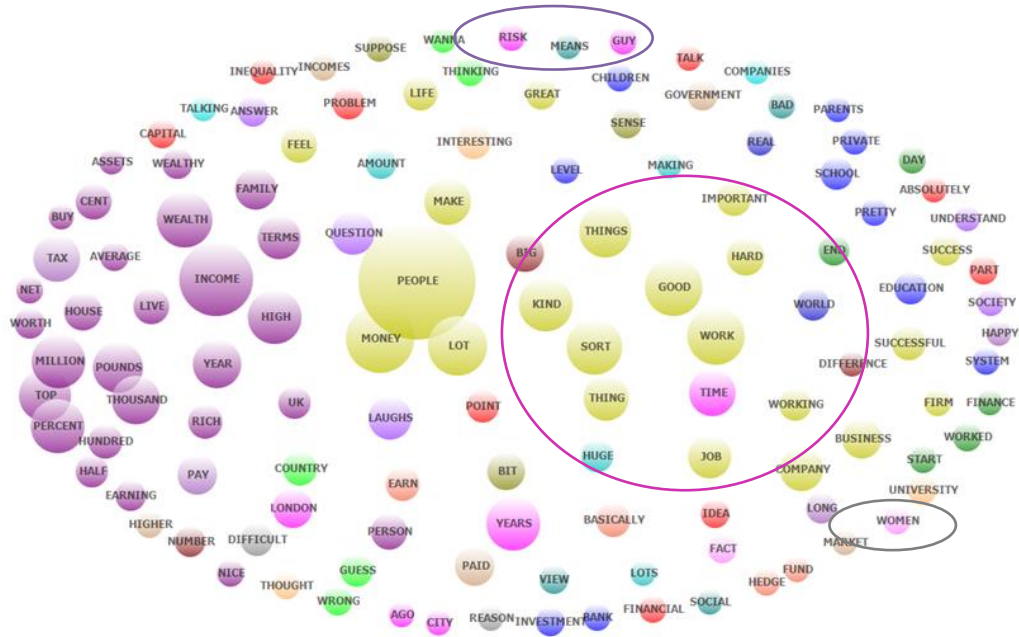 WANNA
RISK
MEANS
GUY
SUPPOSE
TALK
INEQUALITY
INCOMES
THINKING
CHILDREN
COMPANIES
TALKING
ANSWER
PROBLEM
LIFE
GREAT
GOVERNMENT
BAD
PARENTS
CAPITAL
FEEL
INTERESTING
SENSE
REAL
PRIVATE
ASSETS
WEALTHY
AMOUNT
LEVEL
MAKING
SCHOOL
DAY
ABSOLUTELY
CENT
FAMILY
MAKE
IMPORTANT
BUY
WEALTH
TERMS
QUESTION
THINGS
PRETTY
UNDERSTAND
TAX
AVERAGE
BIG
HARD
END
SUCCESS
NET
INCOME
PEOPLE
PART
HOUSE
LIVE
KIND
GOOD
WORLD
EDUCATION
SOCIETY
WORTH
HIGH
MONEY
LOT
SORT
WORK
SUCCESSFUL
HAPPY
MILLION
POUNDS
YEAR
DIFFERENCE
SYSTEM
TOP
THOUSAND
UK
POINT
THING
TIME
WORKING
FIRM
FINANCE
PERCENT
RICH
LAUGHS
HUNDRED
BUSINESS
WORKED
HALF
PAY
COUNTRY
BIT
HUGE
JOB
COMPANY
START
EARNING
EARN
UNIVERSITY
HIGHER
LONDON
YEARS
BASICALLY
IDEA
LONG
WOMEN
NUMBER
DIFFICULT
PERSON
FACT
MARKET
NICE
THOUGHT
GUESS
PAID
VIEW
LOTS
HEDGE
FUND
WRONG
AGO
CITY
REASON
INVESTMENT
BANK
FINANCIAL
SOCIAL